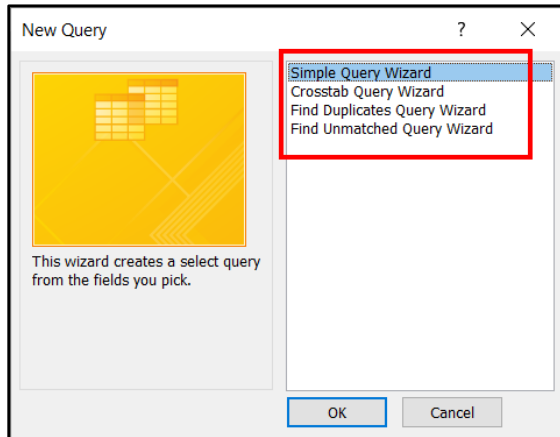 New Query
?
Simple Query Wizard
Crosstab Query Wizard
Find Duplicates Query Wizard
Find Unmatched Query Wizard
This wizard creates a select query
from the fields you pick.
OK
Cancel